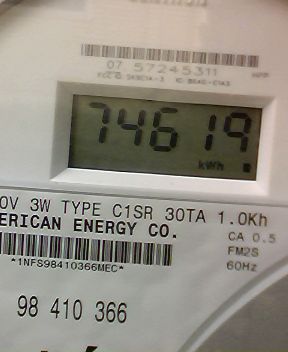 07 57245311
74619
kWh
0V 3W TYPE C1SR 30TA 1.0Kh
ERICAN ENERGY CO.
CA 0.5
FM2S
60Hz
*1NFS98410366MEC*
98 410 366